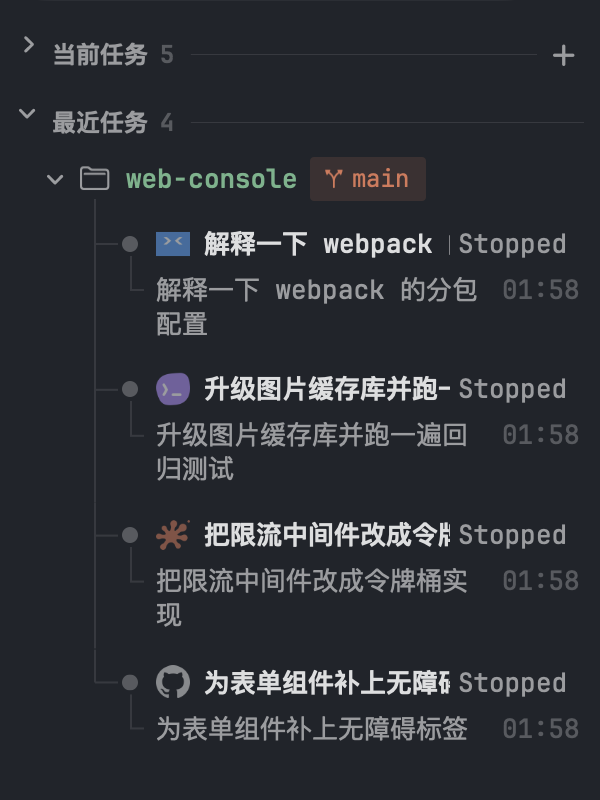 当前任务 5
最近任务 4
web-console main
解释一下 webpack Stopped
解释一下 webpack 的分包 01:58
配置
升级图片缓存库并跑一 Stopped
升级图片缓存库并跑一遍回 01:58
归测试
把限流中间件改成令牌 Stopped
把限流中间件改成令牌桶实 01:58
现
为表单组件补上无障碍 Stopped
为表单组件补上无障碍标签 01:58